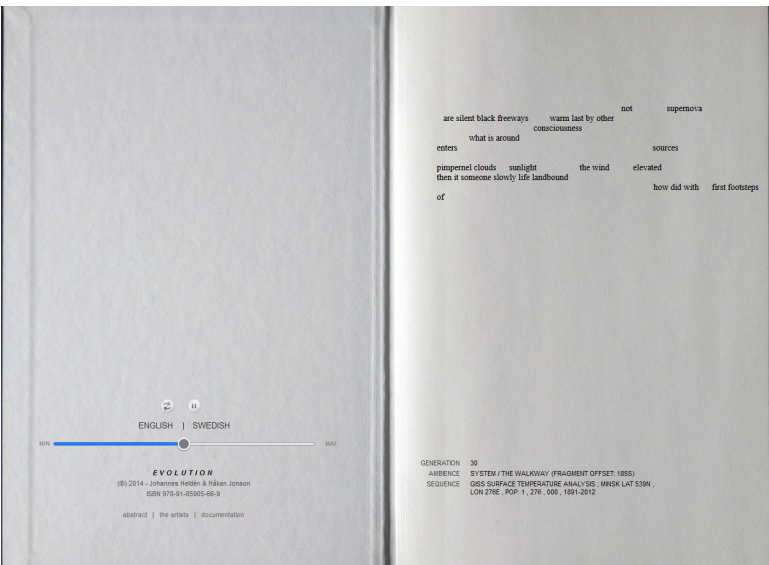 ENGLISH | SWEDISH
MIN MAX
EVOLUTION
(©) 2014 - Johannes Heldén & Håkan Jonson
ISBN 978-91-85905-66-9
abstract | the artists | documentation
not supernova
are silent black freeways warm last by other
consciousness
what is around
enters sources
pimpernel clouds sunlight the wind elevated
then it someone slowly life landbound
how did with first footsteps
of
GENERATION 30
AMBIENCE SYSTEM / THE WALKWAY (FRAGMENT OFFSET: 185S)
SEQUENCE GISS SURFACE TEMPERATURE ANALYSIS ; MINSK LAT 539N ,
LON 276E , POP: 1 , 276 , 000 , 1891-2012